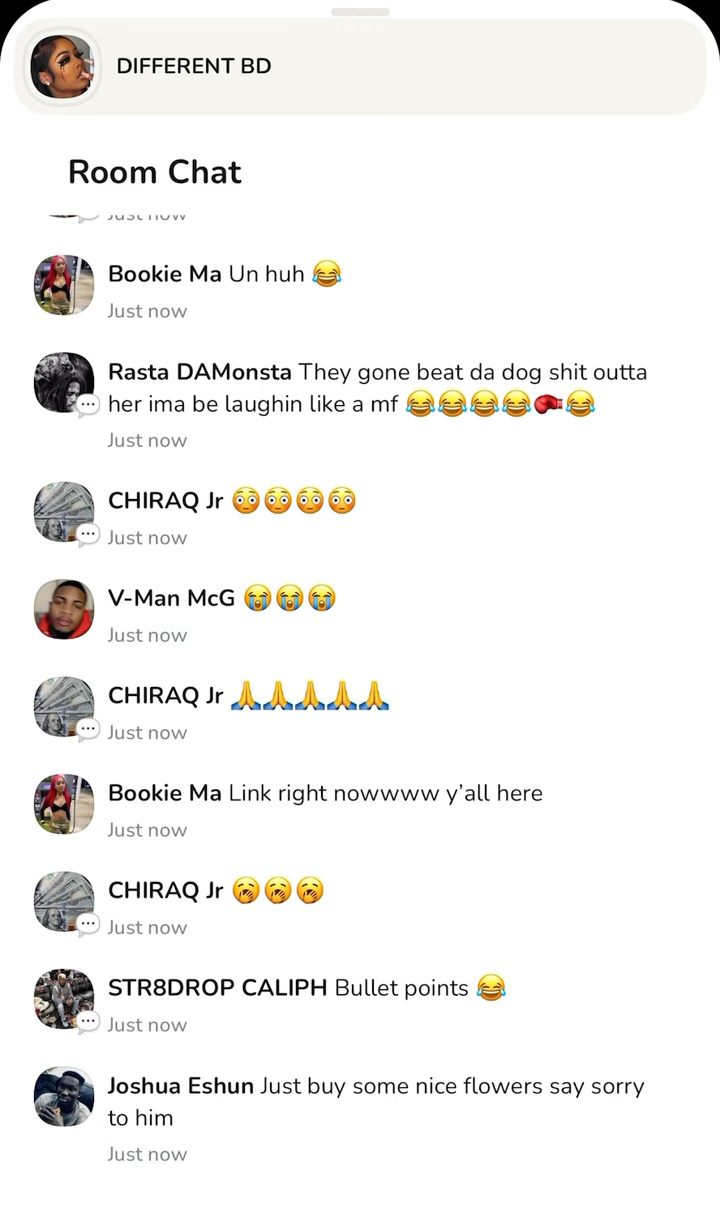 DIFFERENT BD
Room Chat
Just now
Bookie Ma Un huh 😂
Just now
Rasta DAMonsta They gone beat da dog shit outta
her ima be laughin like a mf 😂😂😂😂🥊😂
Just now
CHIRAQ Jr 😳😳😳😳
Just now
V-Man McG 😭😭😭
Just now
CHIRAQ Jr 🙏🙏🙏🙏🙏
Just now
Bookie Ma Link right nowwww y’all here
Just now
CHIRAQ Jr 🥱🥱🥱
Just now
STR8DROP CALIPH Bullet points 😂
Just now
Joshua Eshun Just buy some nice flowers say sorry
to him
Just now